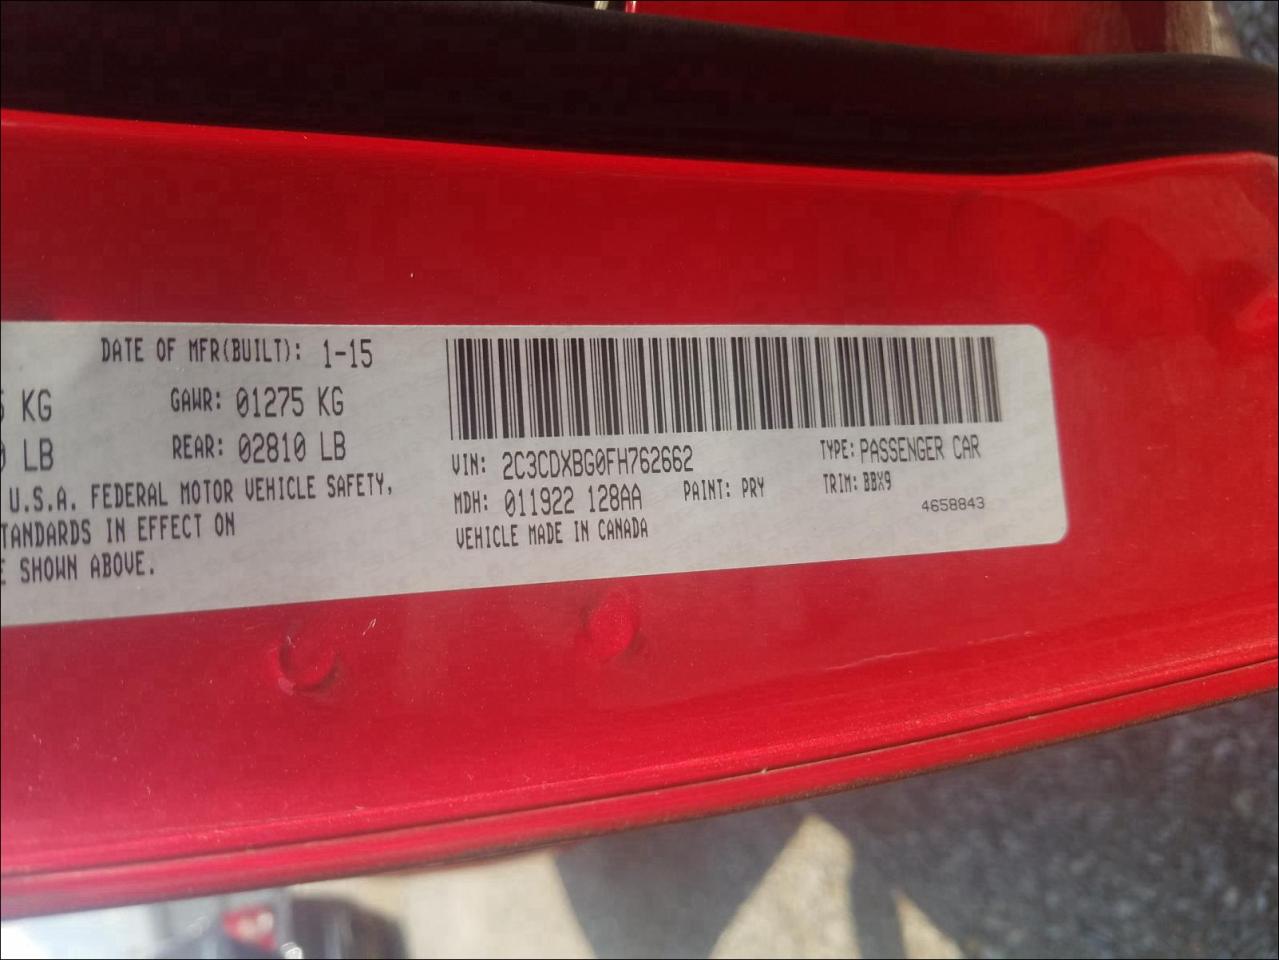 DATE OF MFR(BUILT): 1-15
KG GAWR: 01275 KG
LB REAR: 02810 LB
U.S.A. FEDERAL MOTOR VEHICLE SAFETY,
TANDARDS IN EFFECT ON
E SHOWN ABOVE.
VIN: 2C3CDXBG0FH762662 TYPE: PASSENGER CAR
MDH: 011922 128AA PAINT: PRY TRIM: BBX9
VEHICLE MADE IN CANADA 4658843